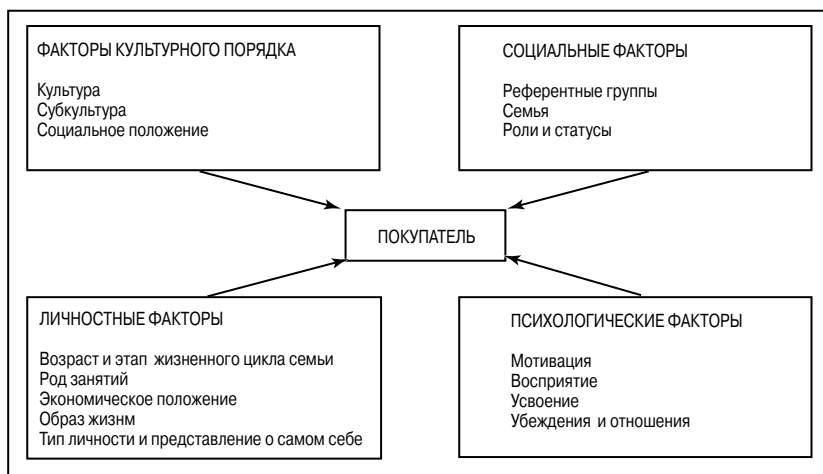 ФАКТОРЫ КУЛЬТУРНОГО ПОРЯДКА
Культура
Субкультура
Социальное положение
СОЦИАЛЬНЫЕ ФАКТОРЫ
Референтные группы
Семья
Роли и статусы
ПОКУПАТЕЛЬ
ЛИЧНОСТНЫЕ ФАКТОРЫ
Возраст и этап жизненного цикла семьи
Род занятий
Экономическое положение
Образ жизнм
Тип личности и представление о самом себе
ПСИХОЛОГИЧЕСКИЕ ФАКТОРЫ
Мотивация
Восприятие
Усвоение
Убеждения и отношения